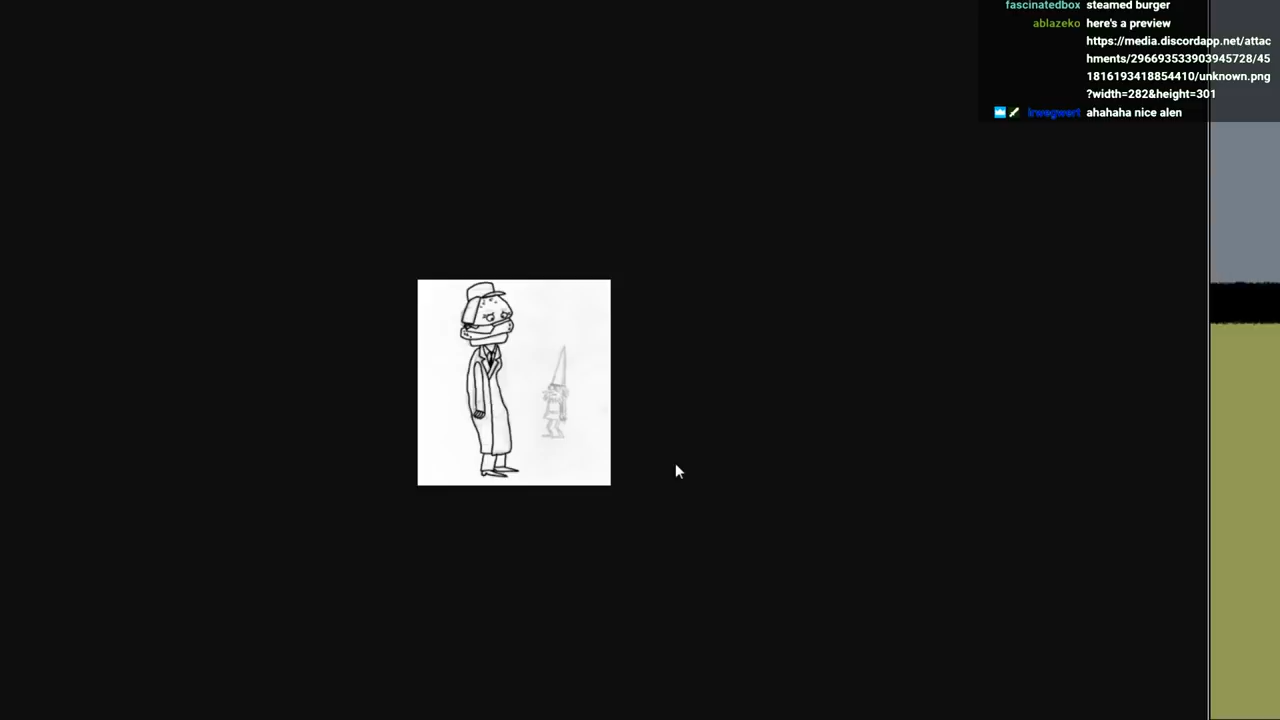 fascinatedbox steamed burger
ablazeko here's a preview
https://media.discordapp.net/attac
hments/296693533903945728/45
1816193418854410/unknown.png
?width=282&height=301
ahahaha nice alen